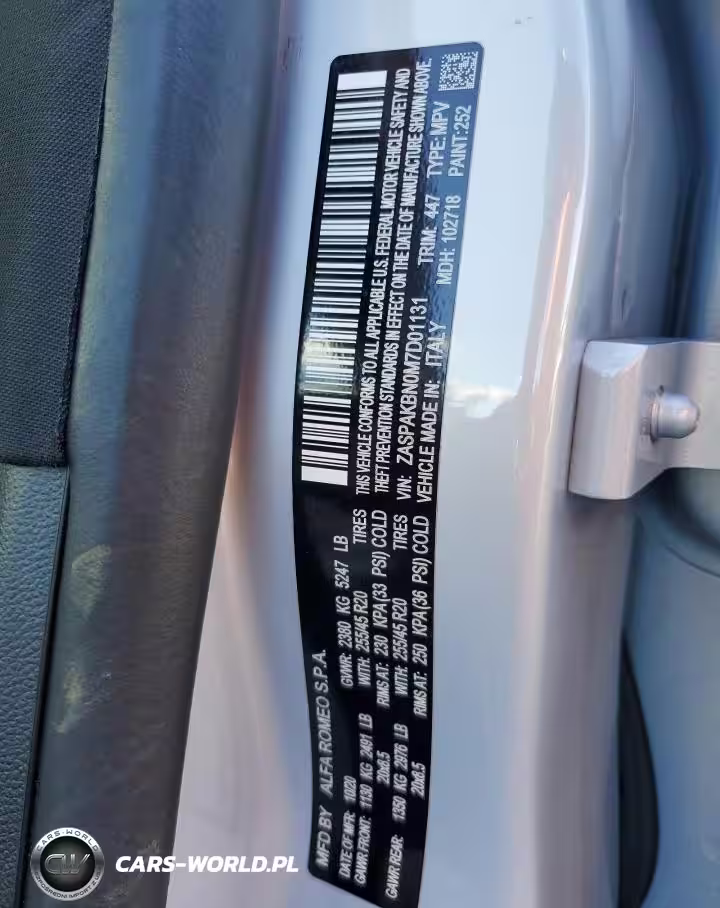 MFD BY ALFA ROMEO S.P.A.
DATE OF MFR: 10/20 GVWR: 2380 KG 5247 LB
GAWR FRONT: 1130 KG 2491 LB WITH: 255/45 R20 TIRES
20x8.5 RIMS AT: 230 KPA(33 PSI) COLD
GAWR REAR: 1350 KG 2976 LB WITH: 255/45 R20 TIRES
20x8.5 RIMS AT: 250 KPA(36 PSI) COLD
THIS VEHICLE CONFORMS TO ALL APPLICABLE U.S. FEDERAL MOTOR VEHICLE SAFETY AND
THEFT PREVENTION STANDARDS IN EFFECT ON THE DATE OF MANUFACTURE SHOWN ABOVE.
VIN: ZASPAKBN0M7D01131 TRIM: 447 TYPE: MPV
VEHICLE MADE IN: ITALY MDH: 102718 PAINT: 252
CARS-WORLD
CW
CARS-WORLD.PL